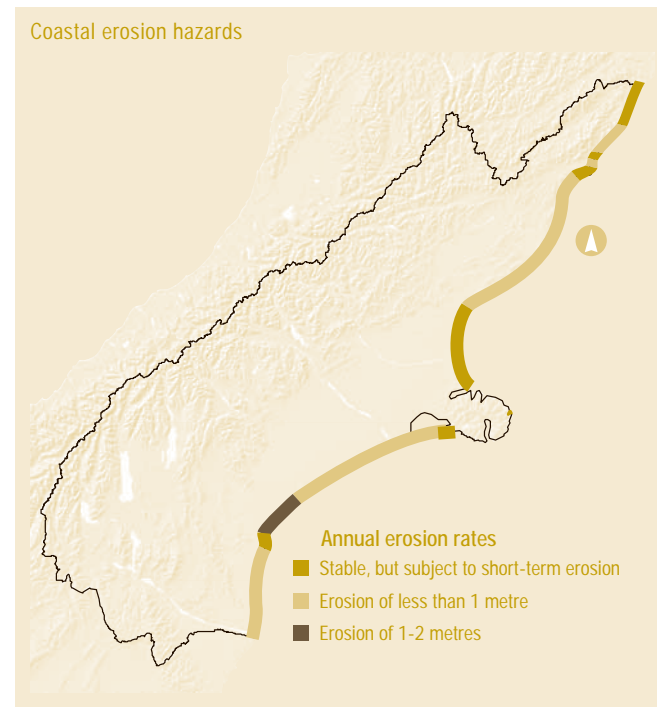 Coastal erosion hazards
Annual erosion rates
Stable, but subject to short-term erosion
Erosion of less than 1 metre
Erosion of 1-2 metres